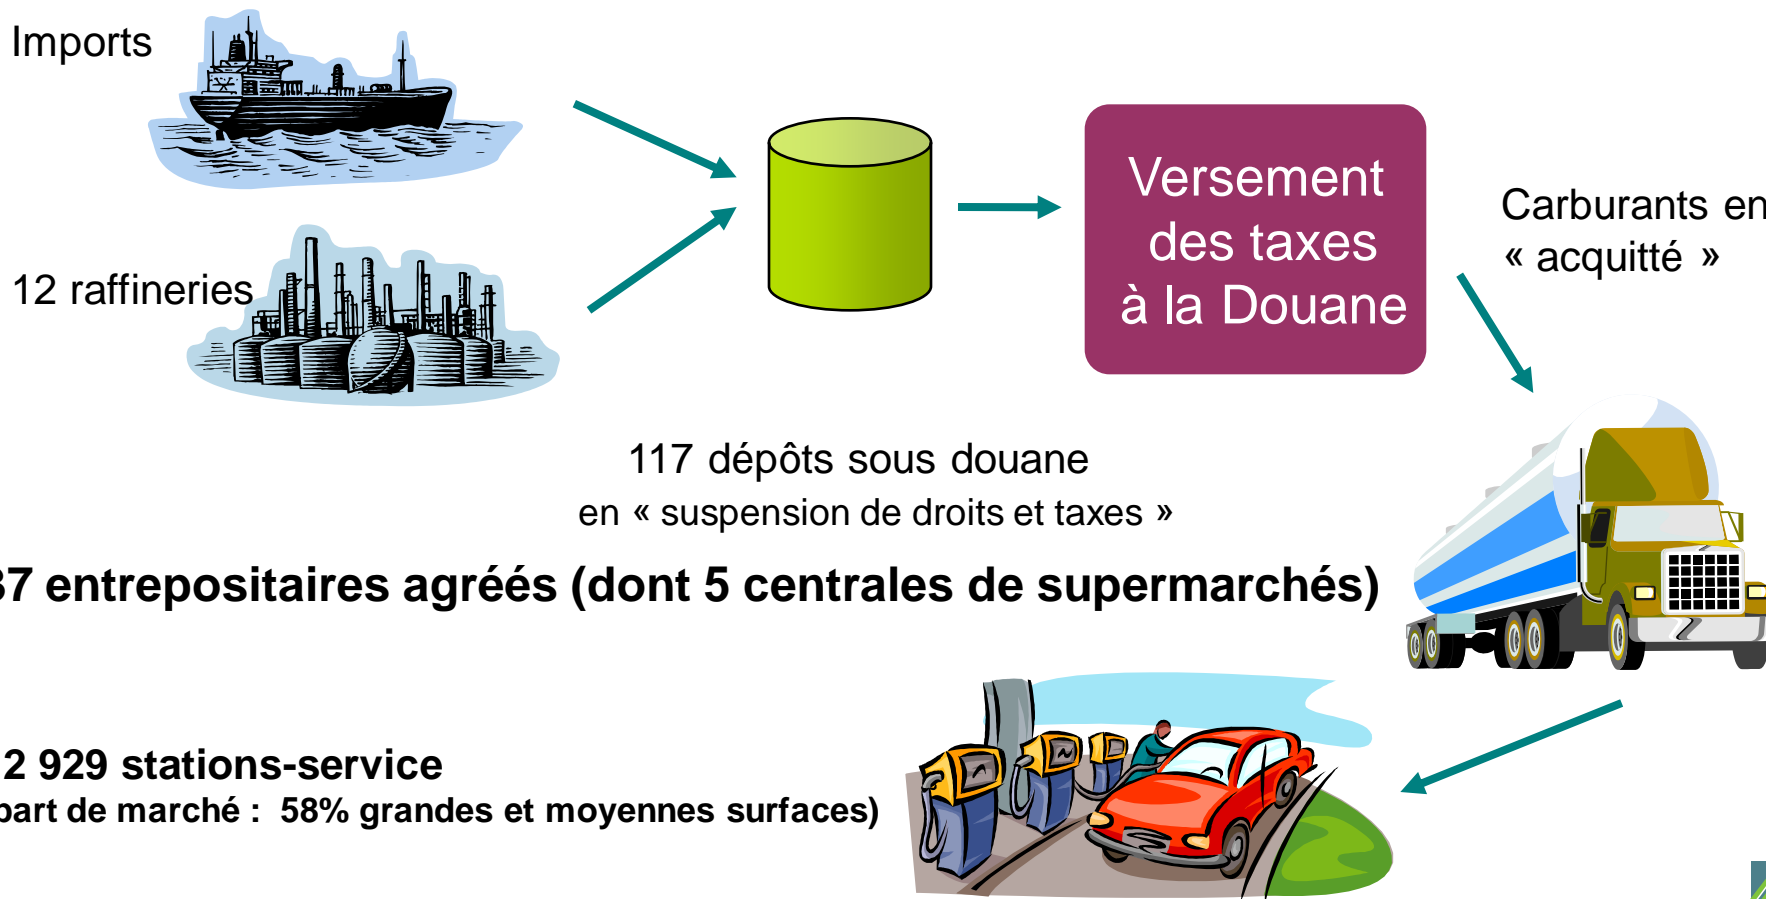 Imports
12 raffineries
Versement
des taxes
à la Douane
Carburants en
« acquitté »
117 dépôts sous douane
en « suspension de droits et taxes »
37 entrepositaires agréés (dont 5 centrales de supermarchés)
2 929 stations-service
part de marché : 58% grandes et moyennes surfaces)